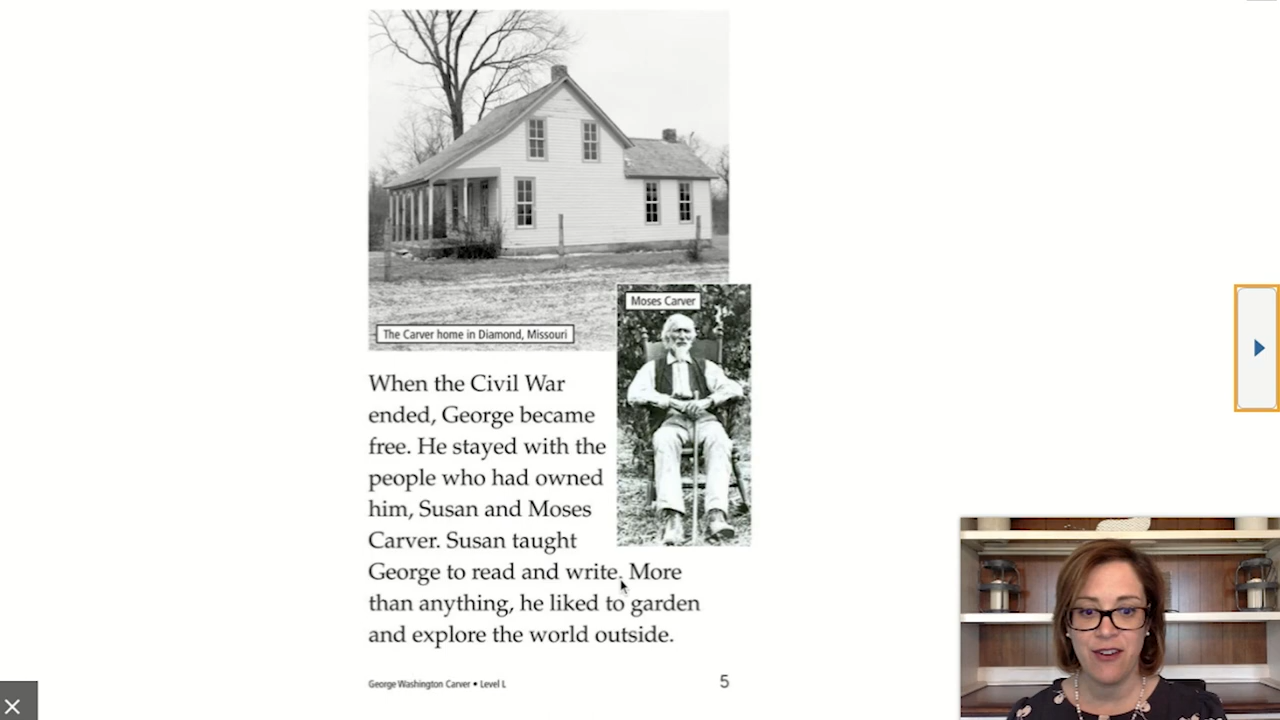 Moses Carver
The Carver home in Diamond, Missouri
When the Civil War
ended, George became
free. He stayed with the
people who had owned
him, Susan and Moses
Carver. Susan taught
George to read and write. More
than anything, he liked to garden
and explore the world outside.
George Washington Carver • Level L
5